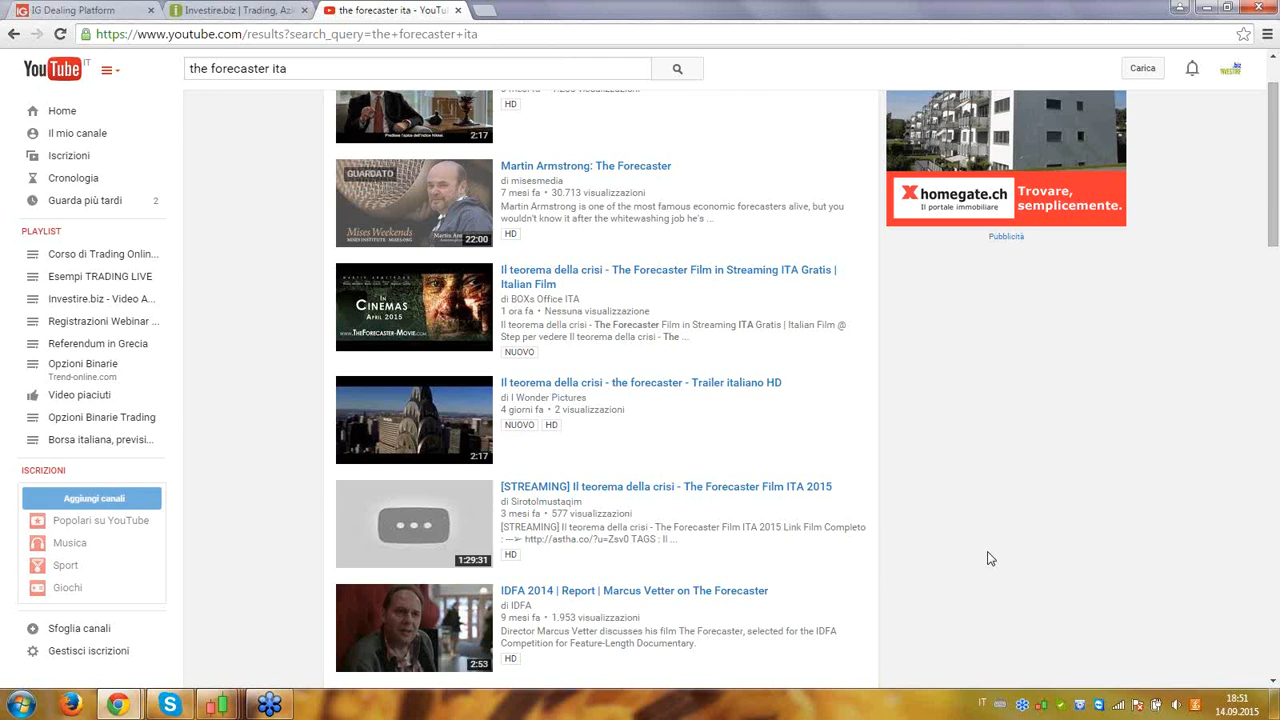 IG Dealing Platform
Investire.biz | Trading, Az
the forecaster ita - YouTu
https://www.youtube.com/results?search_query=the+forecaster+ita
YouTube IT
the forecaster ita
Carica
Home
Il mio canale
Iscrizioni
Cronologia
Guarda più tardi 2
PLAYLIST
Corso di Trading Onlin...
Esempi TRADING LIVE
Investire.biz - Video A...
Registrazioni Webinar ...
Referendum in Grecia
Opzioni Binarie
Trend-online.com
Video piaciuti
Opzioni Binarie Trading
Borsa italiana, previsi...
ISCRIZIONI
Aggiungi canali
Popolari su YouTube
Musica
Sport
Giochi
Sfoglia canali
Gestisci iscrizioni
HD
2:17
GUARDATO
MISES WEEKENDS
22:00
Martin Armstrong: The Forecaster
di misesmedia
7 mesi fa • 30.713 visualizzazioni
Martin Armstrong is one of the most famous economic forecasters alive, but you
wouldn't know it after the whitewashing job he's ...
HD
IN
CINEMAS
APRIL 2015
WWW.THEFORECASTER-MOVIE.COM
Il teorema della crisi - The Forecaster Film in Streaming ITA Gratis |
Italian Film
di BOXs Office ITA
1 ora fa • Nessuna visualizzazione
Il teorema della crisi - The Forecaster Film in Streaming ITA Gratis | Italian Film @
Step per vedere Il teorema della crisi - The ...
NUOVO
2:17
Il teorema della crisi - the forecaster - Trailer italiano HD
di I Wonder Pictures
4 giorni fa • 2 visualizzazioni
NUOVO HD
1:29:31
[STREAMING] Il teorema della crisi - The Forecaster Film ITA 2015
di Sirotolmustaqim
3 mesi fa • 577 visualizzazioni
[STREAMING] Il teorema della crisi - The Forecaster Film ITA 2015 Link Film Completo
: ---➢ http://astha.co/?u=Zsv0 TAGS : Il ...
HD
2:53
IDFA 2014 | Report | Marcus Vetter on The Forecaster
di IDFA
9 mesi fa • 1.953 visualizzazioni
Director Marcus Vetter discusses his film The Forecaster, selected for the IDFA
Competition for Feature-Length Documentary.
HD
homegate.ch
Il portale immobiliare
Trovare,
semplicemente.
Pubblicità
IT
18:51
14.09.2015